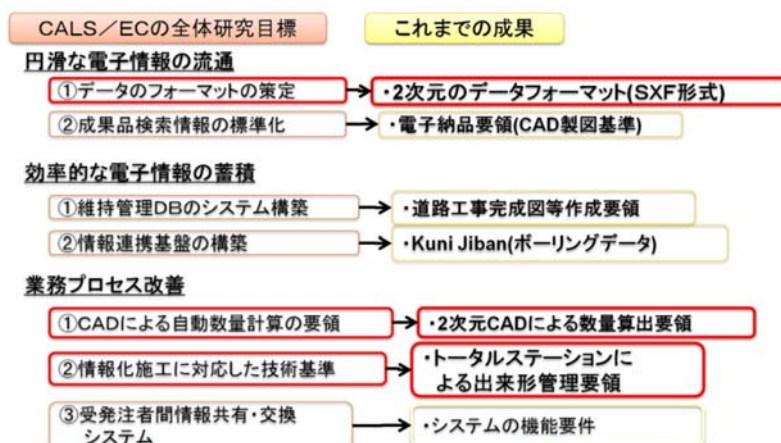 CALS／ECの全体研究目標
これまでの成果
円滑な電子情報の流通
①データのフォーマットの策定
・2次元のデータフォーマット(SXF形式)
②成果品検索情報の標準化
・電子納品要領(CAD製図基準)
効率的な電子情報の蓄積
①維持管理DBのシステム構築
・道路工事完成図等作成要領
②情報連携基盤の構築
・Kuni Jiban(ボーリングデータ)
業務プロセス改善
①CADによる自動数量計算の要領
・2次元CADによる数量算出要領
②情報化施工に対応した技術基準
・トータルステーションに
よる出来形管理要領
③受発注者間情報共有・交換
システム
・システムの機能要件